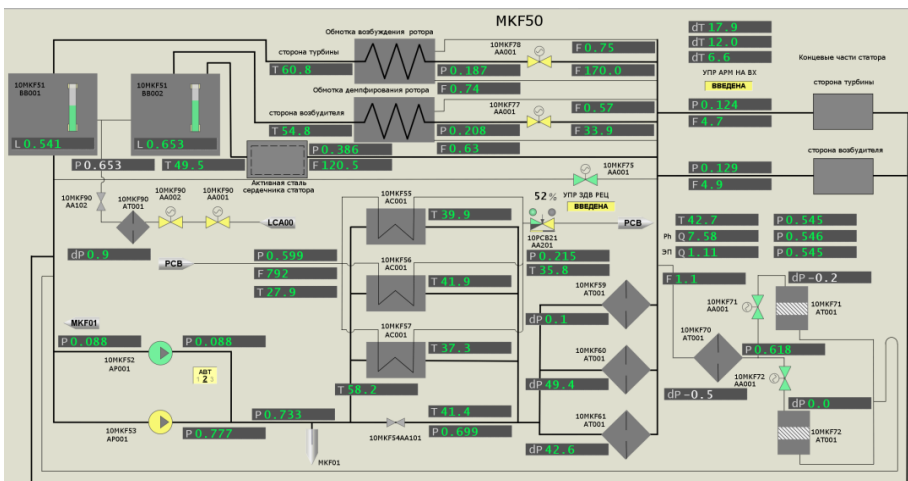 MKF50
Обмотка возбуждения ротора
сторона турбины
T 60.8
P 0.187
10MKF78
AA001
F 0.75
F 170.0
F 0.74
Обмотка демпфирования ротора
сторона возбудителя
T 54.8
P 0.208
10MKF77
AA001
F 0.57
F 33.9
F 0.63
dT 17.9
dT 12.0
dT 6.6
УПР АРМ НА ВХ
ВВЕДЕНА
Концевые части статора
сторона турбины
P 0.124
F 4.7
сторона возбудителя
P 0.129
F 4.9
10MKF51
BB001
L 0.541
10MKF51
BB002
L 0.653
P 0.653
T 49.5
P 0.386
F 120.5
Активная сталь
сердечника статора
10MKF75
AA001
10MKF90
AA102
10MKF90
AT001
10MKF90
AA002
10MKF90
AA001
LCA00
dP 0.9
PCB
P 0.599
F 792
T 27.9
10MKF55
AC001
T 39.9
10MKF56
AC001
T 41.9
10MKF57
AC001
T 37.3
52%
УПР ЗДВ РЕЦ
ВВЕДЕНА
PCB
10PCB21
AA201
P 0.215
T 35.8
T 42.7
Ph Q 7.58
ЭП Q 1.11
P 0.545
P 0.546
P 0.545
F 1.1
dP -0.2
10MKF71
AA001
10MKF71
AT001
10MKF70
AT001
P 0.618
10MKF72
AA001
dP -0.5
dP 0.0
10MKF72
AT001
10MKF59
AT001
dP 0.1
10MKF60
AT001
dP 49.4
10MKF61
AT001
dP 42.6
MKF01
P 0.088
P 0.088
10MKF52
AP001
АВТ
1 2 3
10MKF53
AP001
P 0.777
P 0.733
MKF01
T 58.2
T 41.4
P 0.699
10MKF54AA101